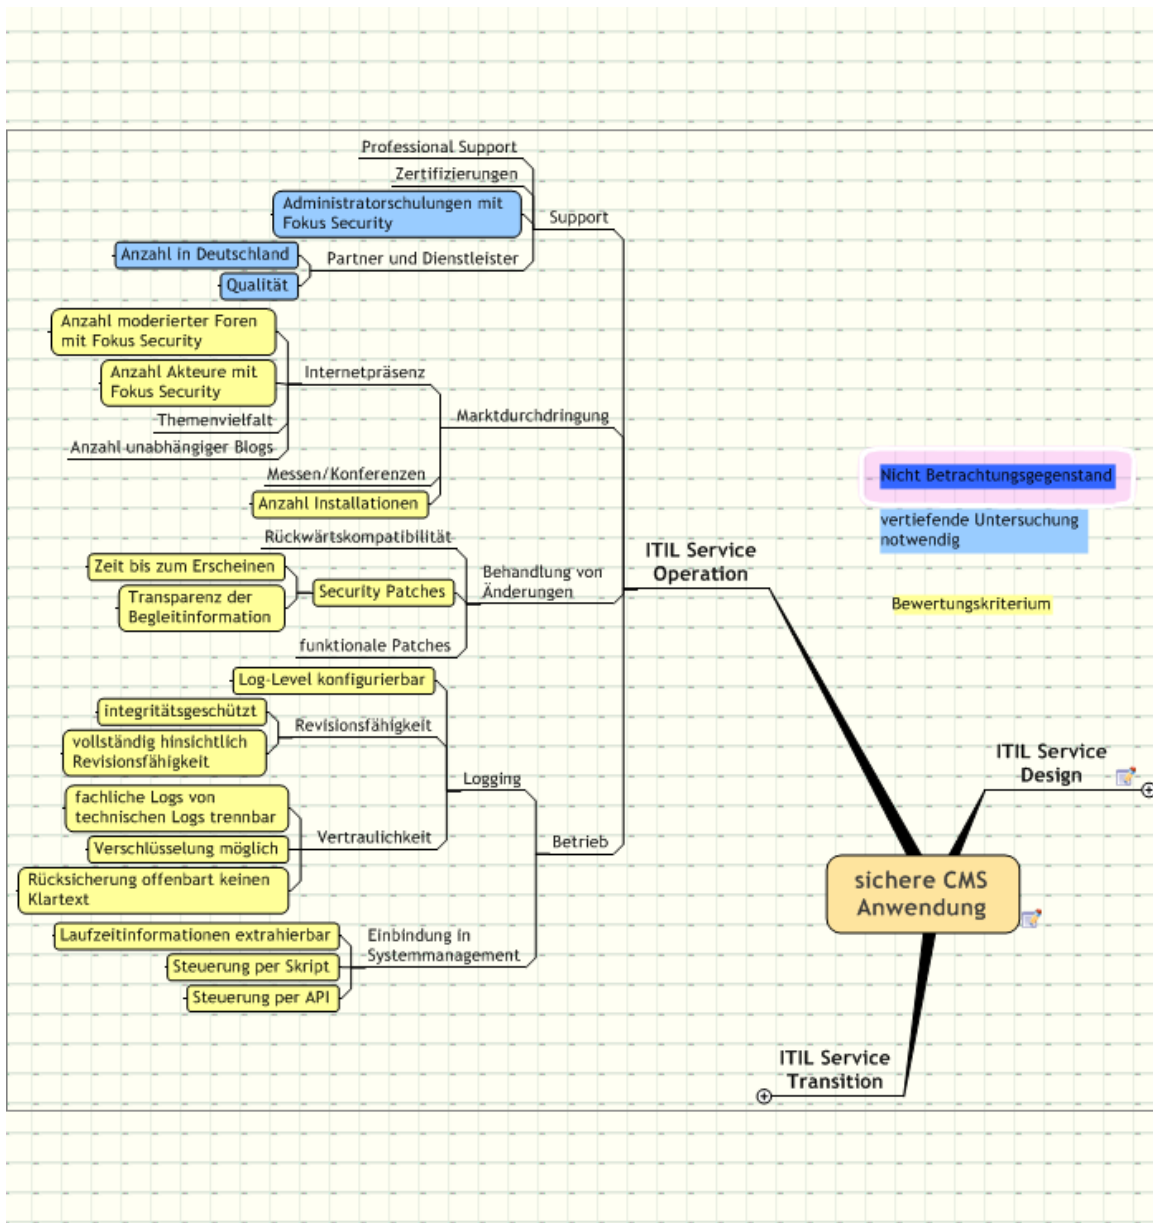 Professional Support
Zertifizierungen
Administratorschulungen mit
Fokus Security
Support
Anzahl in Deutschland
Partner und Dienstleister
Qualität
Anzahl moderierter Foren
mit Fokus Security
Anzahl Akteure mit
Fokus Security
Internetpräsenz
Themenvielfalt
Anzahl unabhängiger Blogs
Marktdurchdringung
Messen/Konferenzen
Anzahl Installationen
Nicht Betrachtungsgegenstand
vertiefende Untersuchung
notwendig
Bewertungskriterium
Rückwärtskompatibilität
Zeit bis zum Erscheinen
Transparenz der
Begleitinformation
Security Patches
Behandlung von
Änderungen
funktionale Patches
ITIL Service
Operation
Log-Level konfigurierbar
integritätsgeschützt
Revisionsfähigkeit
vollständig hinsichtlich
Revisionsfähigkeit
Logging
fachliche Logs von
technischen Logs trennbar
Verschlüsselung möglich
Vertraulichkeit
Rücksicherung offenbart keinen
Klartext
Betrieb
Laufzeitinformationen extrahierbar
Einbindung in
Systemmanagement
Steuerung per Skript
Steuerung per API
ITIL Service
Design
sichere CMS
Anwendung
ITIL Service
Transition